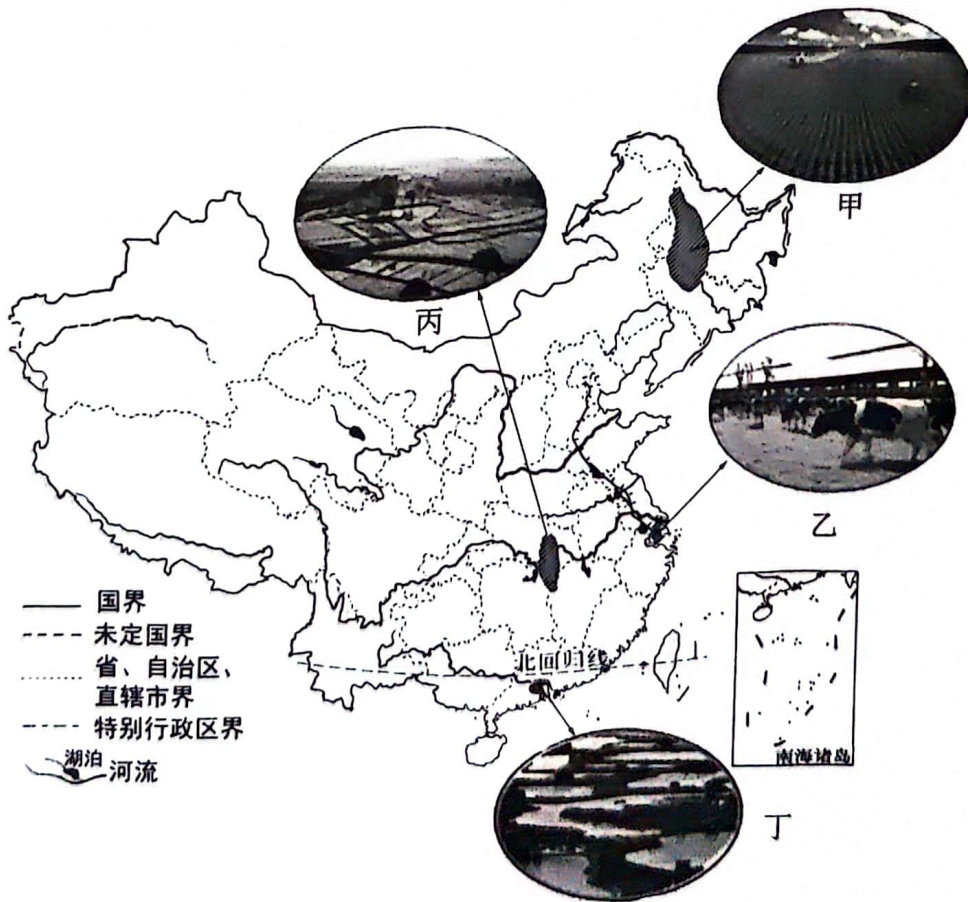 甲
丙
乙
国界
未定国界
省、自治区、
直辖市界
特别行政区界
湖泊
河流
北回归线
南海诸岛
丁